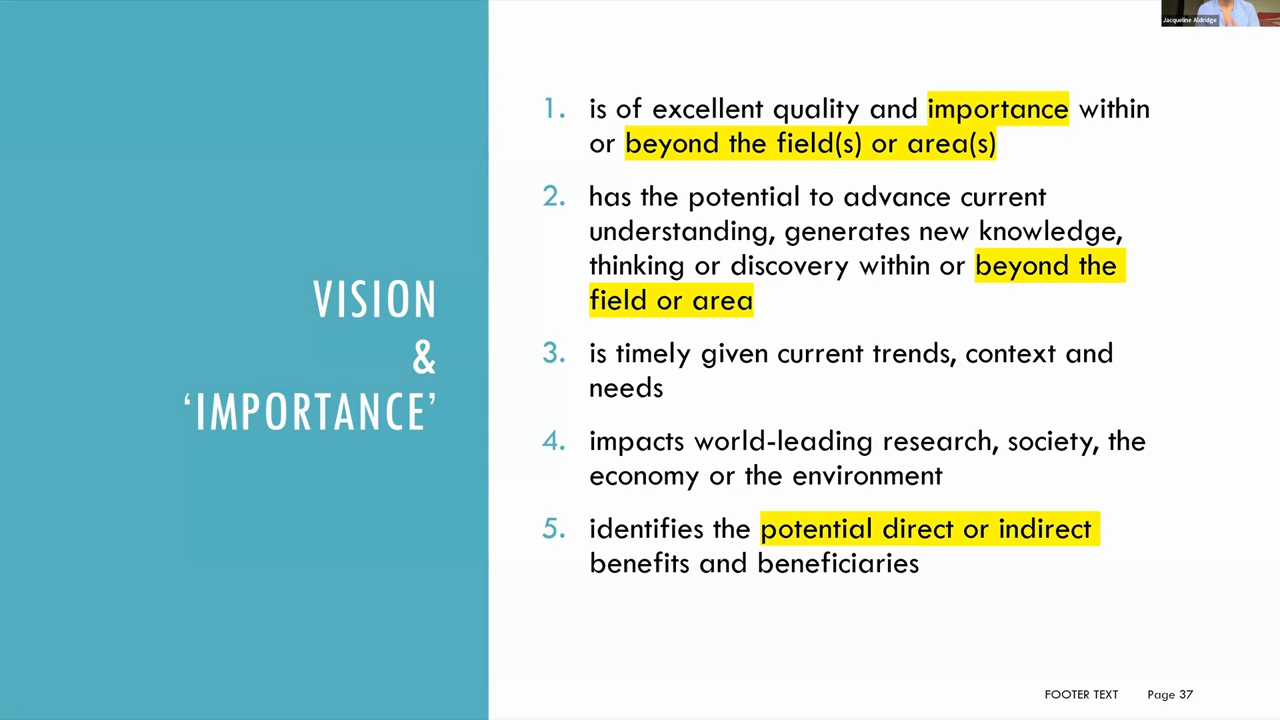 Jacqueline Aldridge
VISION
&
‘IMPORTANCE’
1. is of excellent quality and importance within
or beyond the field(s) or area(s)
2. has the potential to advance current
understanding, generates new knowledge,
thinking or discovery within or beyond the
field or area
3. is timely given current trends, context and
needs
4. impacts world-leading research, society, the
economy or the environment
5. identifies the potential direct or indirect
benefits and beneficiaries
FOOTER TEXT Page 37